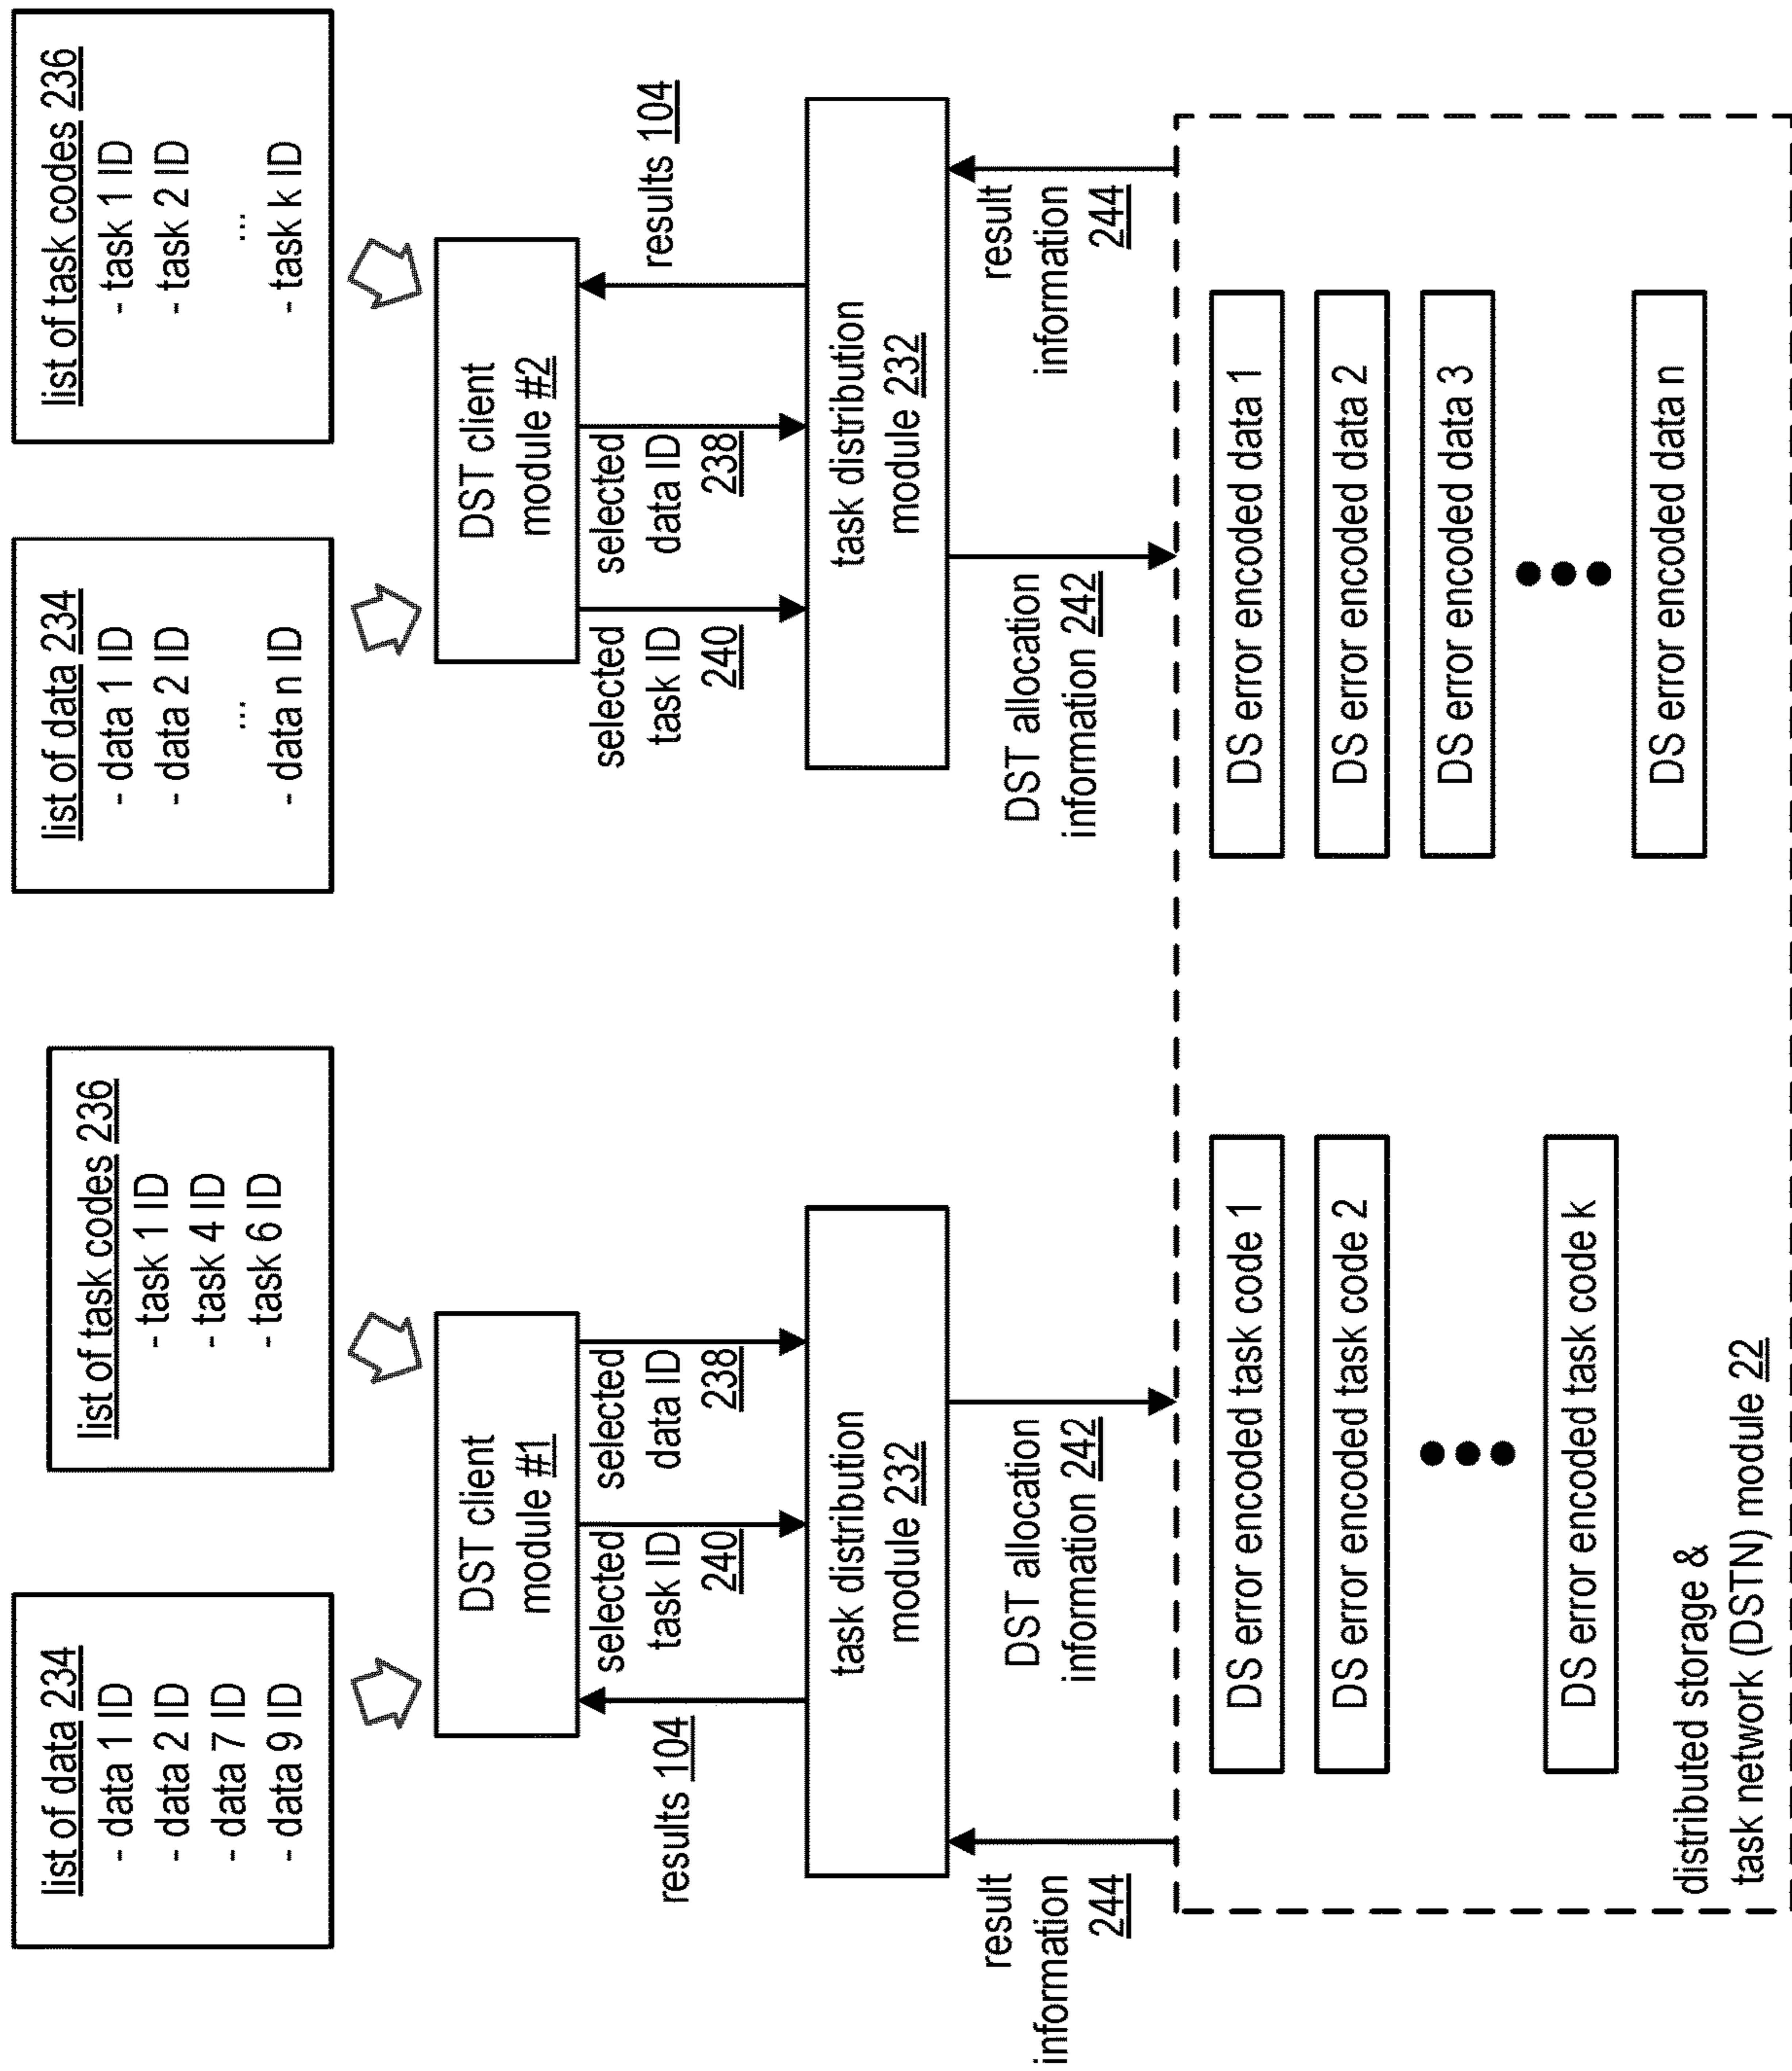 list of data 234
- data 1 ID
- data 2 ID
- data 7 ID
- data 9 ID
list of task codes 236
- task 1 ID
- task 4 ID
- task 6 ID
list of data 234
- data 1 ID
- data 2 ID
...
- data n ID
list of task codes 236
- task 1 ID
- task 2 ID
...
- task k ID
DST client
module #1
DST client
module #2
results 104
selected
task ID
240
selected
data ID
238
selected
task ID
240
selected
data ID
238
results 104
task distribution
module 232
task distribution
module 232
result
information
244
DST allocation
information 242
DST allocation
information 242
result
information
244
DS error encoded task code 1
DS error encoded task code 2
DS error encoded task code k
DS error encoded data 1
DS error encoded data 2
DS error encoded data 3
DS error encoded data n
distributed storage &
task network (DSTN) module 22